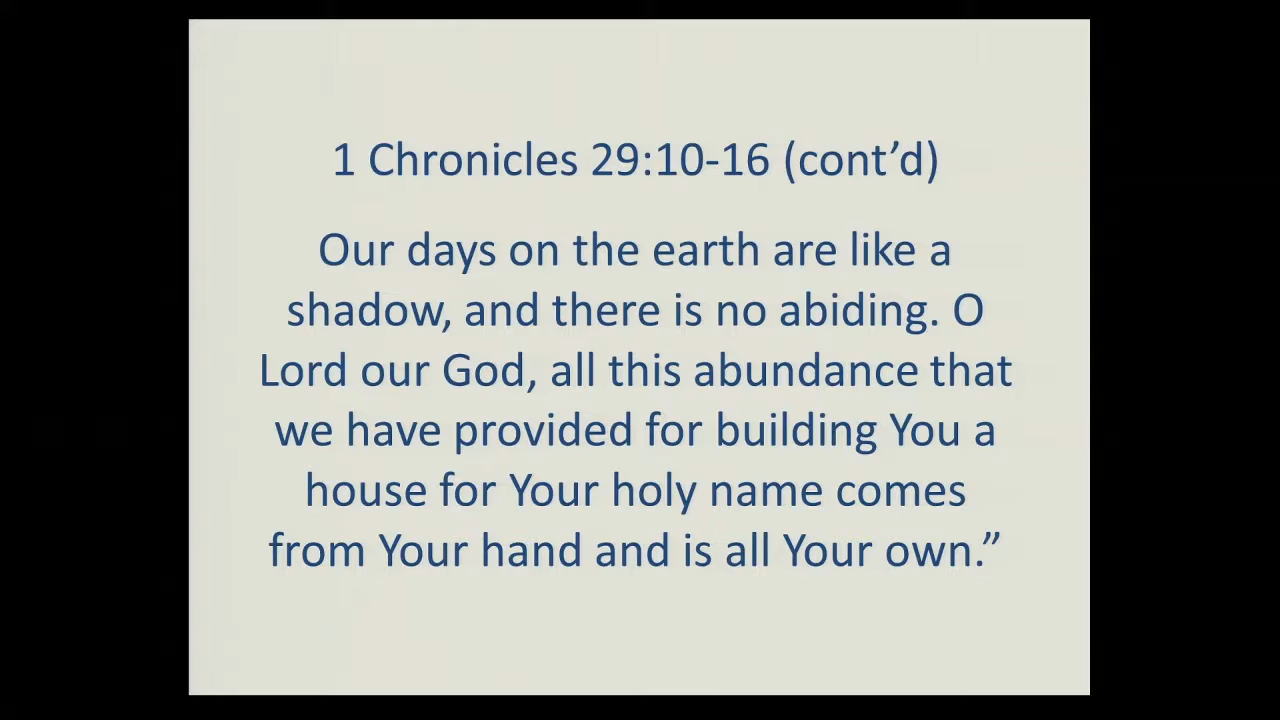 1 Chronicles 29:10-16 (cont’d)
Our days on the earth are like a
shadow, and there is no abiding. O
Lord our God, all this abundance that
we have provided for building You a
house for Your holy name comes
from Your hand and is all Your own.”